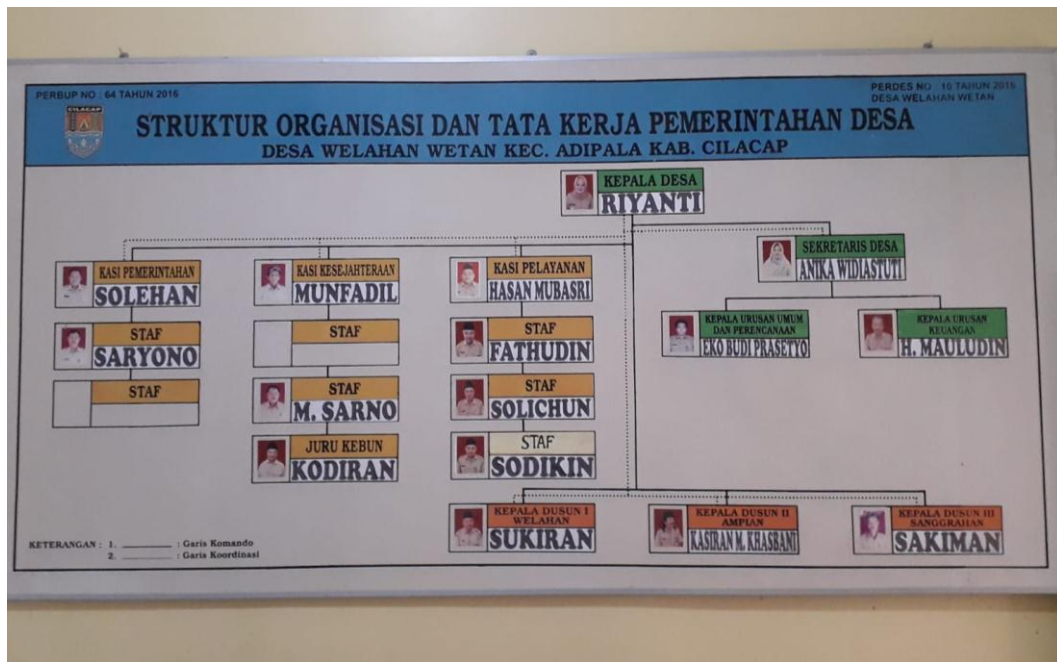 PERBUP NO : 64 TAHUN 2016
PERDES NO : 10 TAHUN 2016
DESA WELAHAN WETAN
CILACAP
STRUKTUR ORGANISASI DAN TATA KERJA PEMERINTAHAN DESA
DESA WELAHAN WETAN KEC. ADIPALA KAB. CILACAP
KEPALA DESA
RIYANTI
SEKRETARIS DESA
ANIKA WIDIASTUTI
KASI PEMERINTAHAN
SOLEHAN
STAF
SARYONO
STAF
KASI KESEJAHTERAAN
MUNFADIL
STAF
STAF
M. SARNO
JURU KEBUN
KODIRAN
KASI PELAYANAN
HASAN MUBASRI
STAF
FATHUDIN
STAF
SOLICHUN
STAF
SODIKIN
KEPALA URUSAN UMUM
DAN PERENCANAAN
EKO BUDI PRASETYO
KEPALA URUSAN
KEUANGAN
H. MAULUDIN
KEPALA DUSUN I
WELAHAN
SUKIRAN
KEPALA DUSUN II
AMPIAN
KASIRAN M. KHASBANI
KEPALA DUSUN III
SANGGRAHAN
SAKIMAN
KETERANGAN : 1. : Garis Komando
2. : Garis Koordinasi